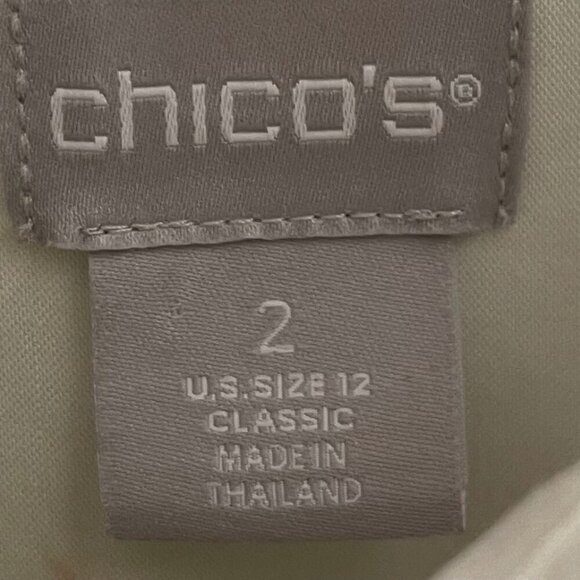 chico's®
2
U.S.SIZE 12
CLASSIC
MADE IN
THAILAND